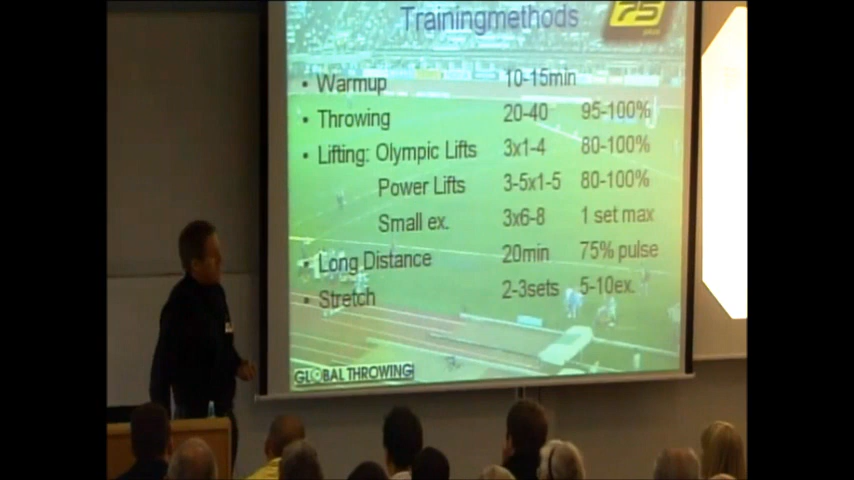 Trainingmethods
75
• Warmup 10-15min
• Throwing 20-40 95-100%
• Lifting: Olympic Lifts 3x1-4 80-100%
Power Lifts 3-5x1-5 80-100%
Small ex. 3x6-8 1 set max
• Long Distance 20min 75% pulse
• Stretch 2-3sets 5-10ex.
GLOBAL THROWING